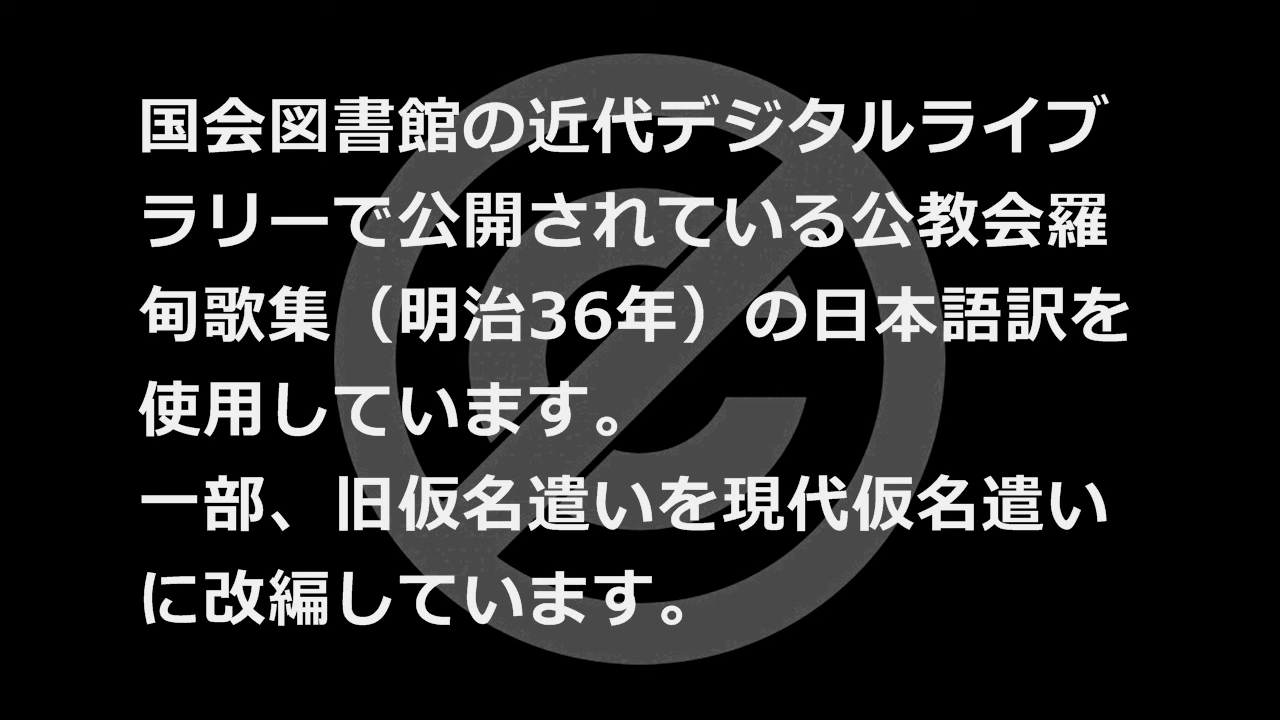 国会図書館の近代デジタルライブ
ラリーで公開されている公教会羅
甸歌集（明治36年）の日本語訳を
使用しています。
一部、旧仮名遣いを現代仮名遣い
に改編しています。